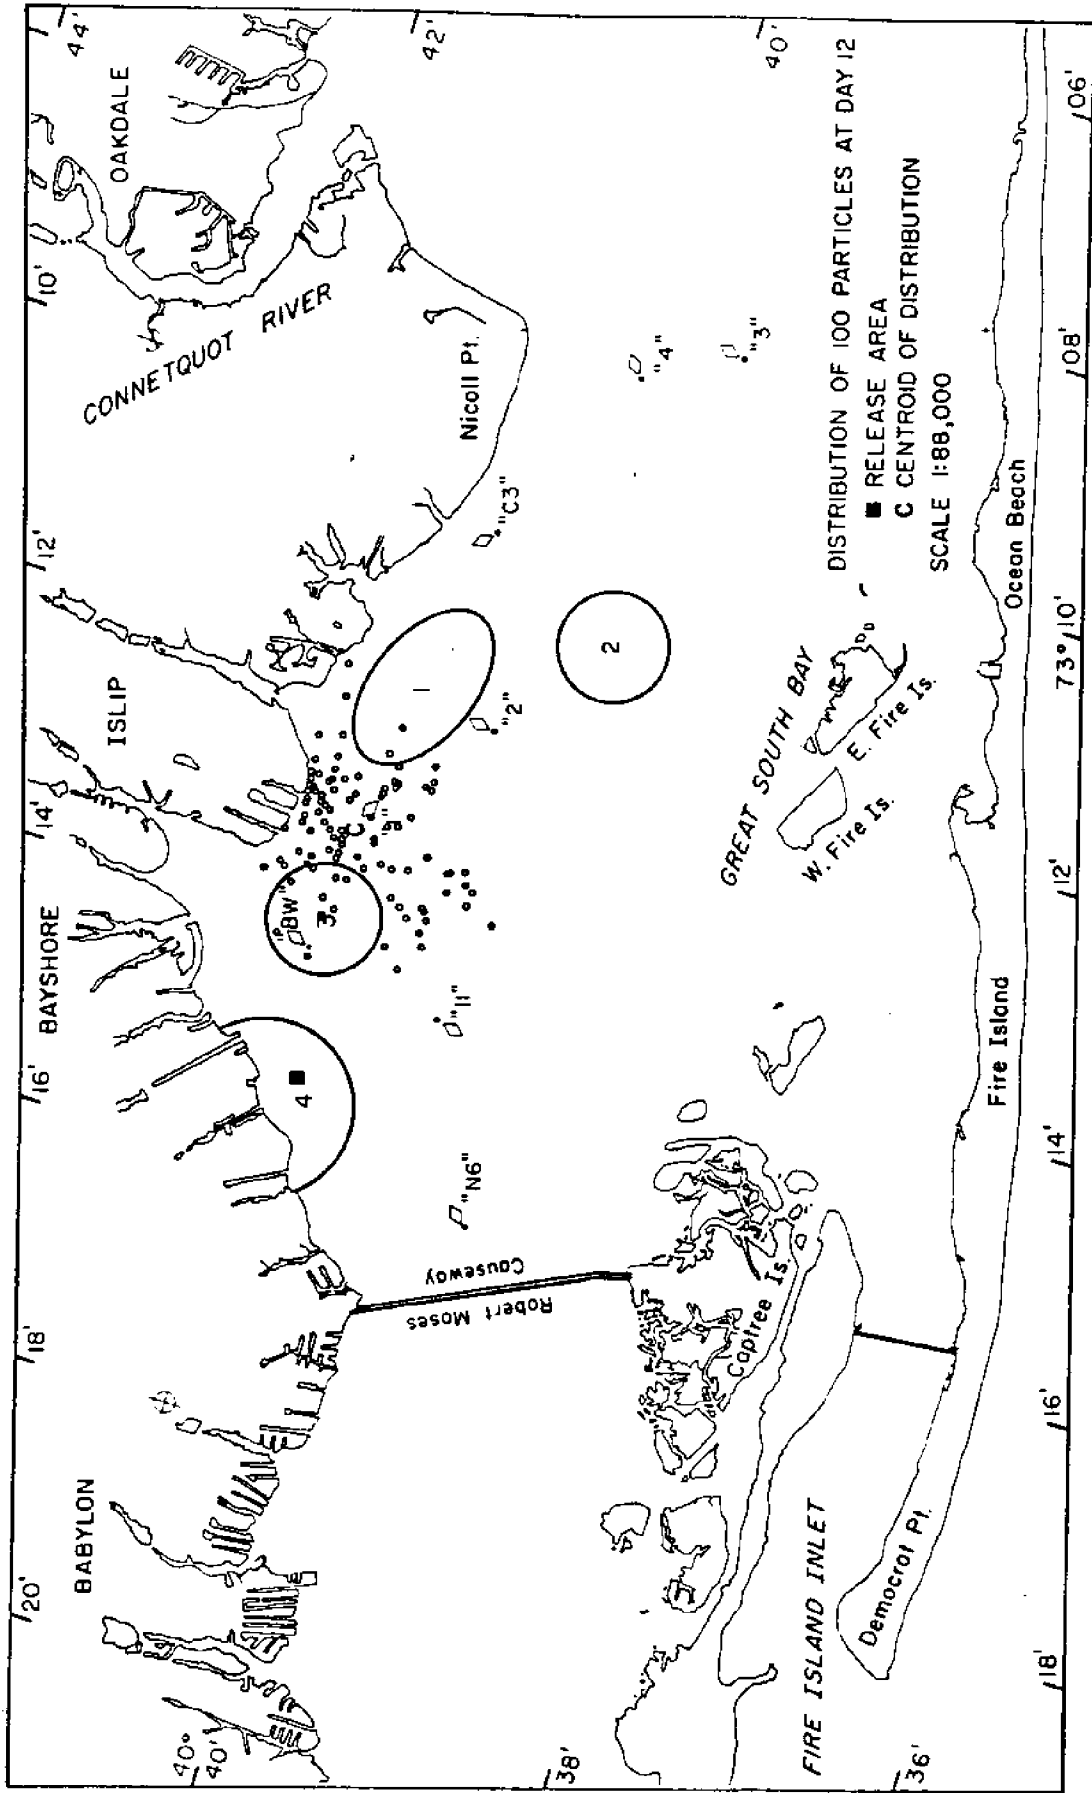 20'
18'
16'
14'
12'
10'
44'
BABYLON
BAYSHORE
ISLIP
OAKDALE
CONNETQUOT RIVER
40°
40'
42'
Nicoll Pt.
4
"BW"
3
C
"1"
1
"C3"
"N6"
"11"
"2"
2
Robert Moses
Causeway
38'
"4"
"3"
40'
Captree Is.
GREAT SOUTH BAY
W. Fire Is.
E. Fire Is.
DISTRIBUTION OF 100 PARTICLES AT DAY 12
RELEASE AREA
C CENTROID OF DISTRIBUTION
SCALE 1:88,000
FIRE ISLAND INLET
36'
Democrat Pt.
Fire Island
Ocean Beach
18'
16'
14'
12'
73° 10'
08'
06'